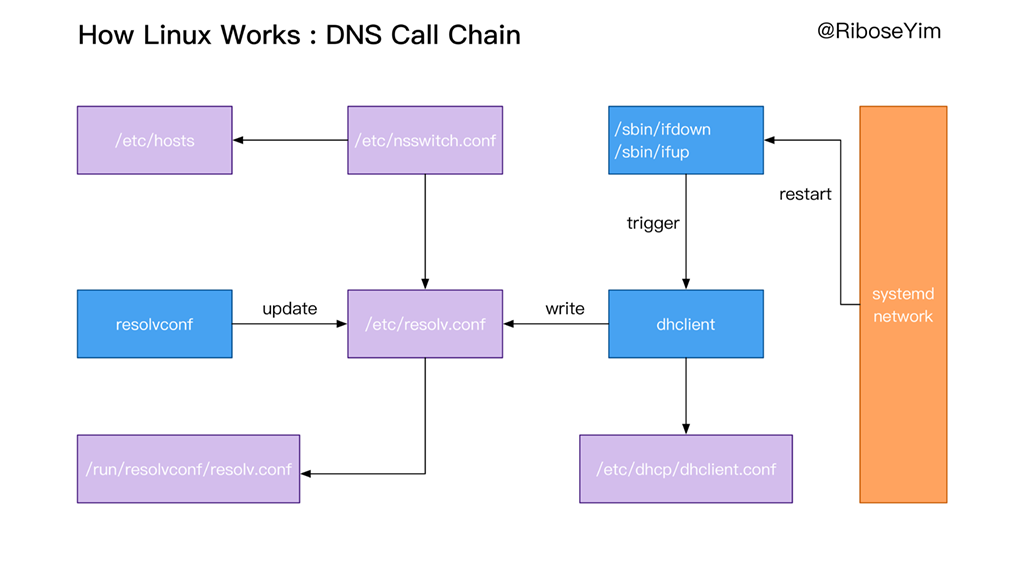 How Linux Works : DNS Call Chain
@RiboseYim
/etc/hosts
/etc/nsswitch.conf
/sbin/ifdown
/sbin/ifup
restart
trigger
systemd
network
resolvconf
update
/etc/resolv.conf
write
dhclient
/run/resolvconf/resolv.conf
/etc/dhcp/dhclient.conf